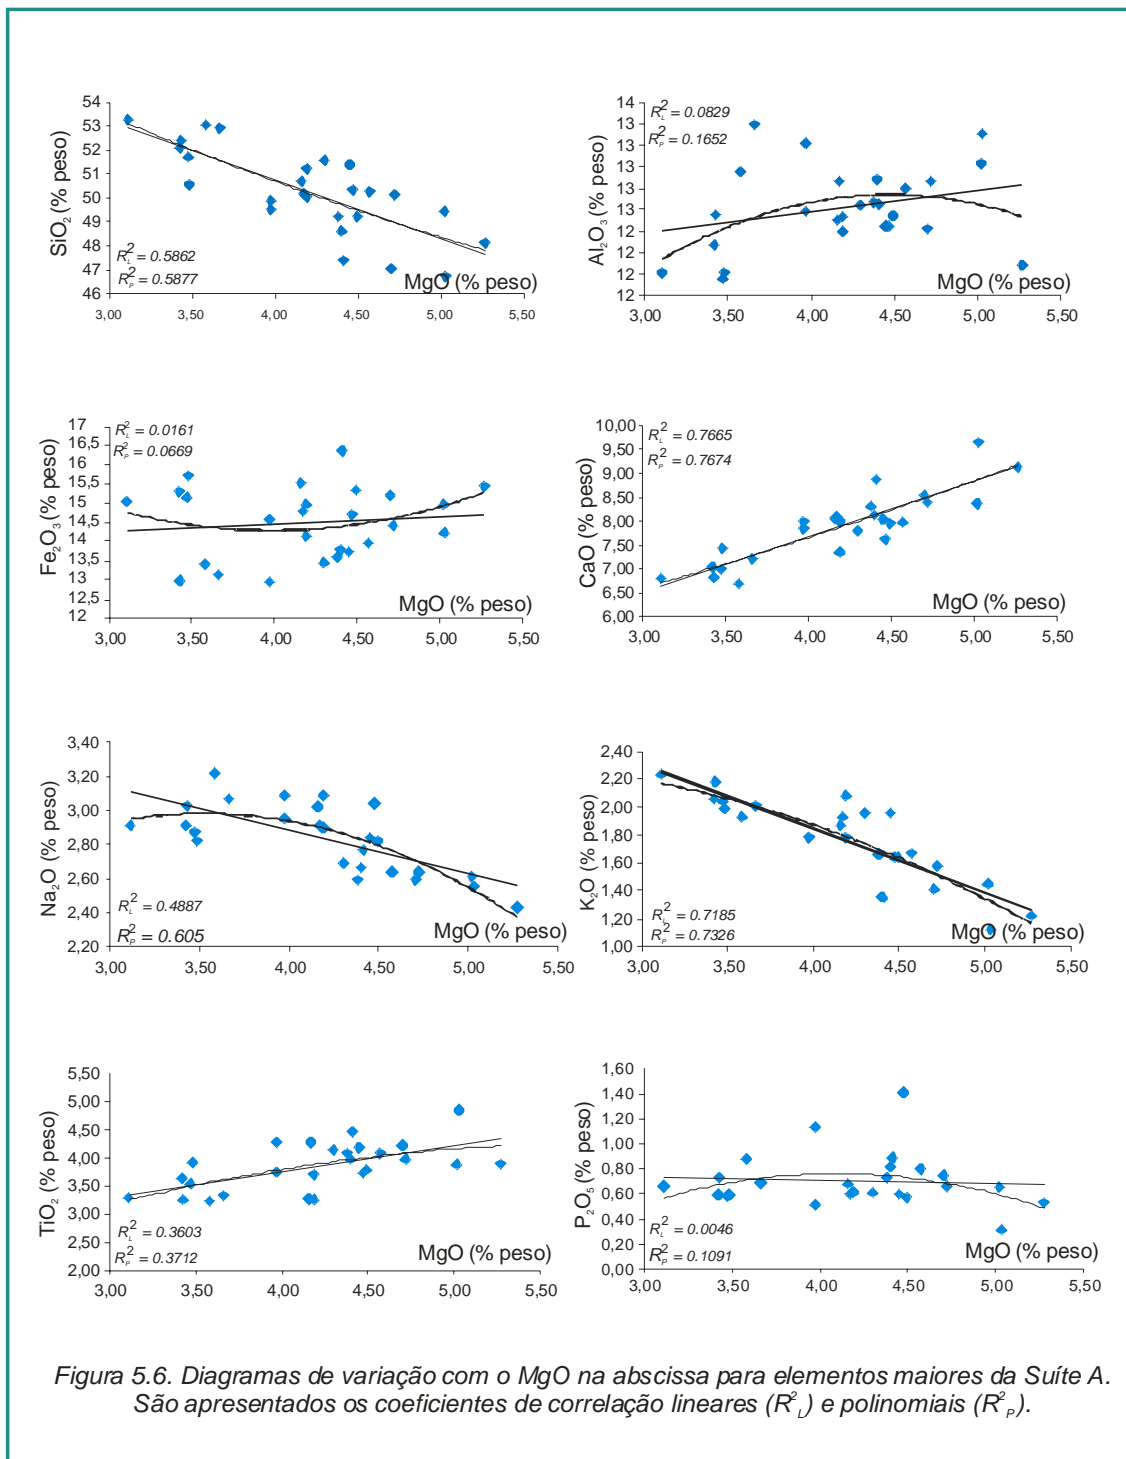 54
53
52
51
50
49
48
47
46
SiO2 (% peso)
R²L = 0.5862
R²P = 0.5877
MgO (% peso)
3,00 3,50 4,00 4,50 5,00 5,50
14
13
13
13
13
12
12
12
12
Al2O3 (% peso)
R²L = 0.0829
R²P = 0.1652
MgO (% peso)
3,00 3,50 4,00 4,50 5,00 5,50
17
16,5
16
15,5
15
14,5
14
13,5
13
12,5
12
Fe2O3 (% peso)
R²L = 0.0161
R²P = 0.0669
MgO (% peso)
3,00 3,50 4,00 4,50 5,00 5,50
10,00
9,50
9,00
8,50
8,00
7,50
7,00
6,50
6,00
CaO (% peso)
R²L = 0.7665
R²P = 0.7674
MgO (% peso)
3,00 3,50 4,00 4,50 5,00 5,50
3,40
3,20
3,00
2,80
2,60
2,40
2,20
Na2O (% peso)
R²L = 0.4887
R²P = 0.605
MgO (% peso)
3,00 3,50 4,00 4,50 5,00 5,50
2,40
2,20
2,00
1,80
1,60
1,40
1,20
1,00
K2O (% peso)
R²L = 0.7185
R²P = 0.7326
MgO (% peso)
3,00 3,50 4,00 4,50 5,00 5,50
5,50
5,00
4,50
4,00
3,50
3,00
2,50
2,00
TiO2 (% peso)
R²L = 0.3603
R²P = 0.3712
MgO (% peso)
3,00 3,50 4,00 4,50 5,00 5,50
1,60
1,40
1,20
1,00
0,80
0,60
0,40
0,20
0,00
P2O5 (% peso)
R²L = 0.0046
R²P = 0.1091
MgO (% peso)
3,00 3,50 4,00 4,50 5,00 5,50
Figura 5.6. Diagramas de variação com o MgO na abscissa para elementos maiores da Suíte A.
São apresentados os coeficientes de correlação lineares (R²L) e polinomiais (R²P).